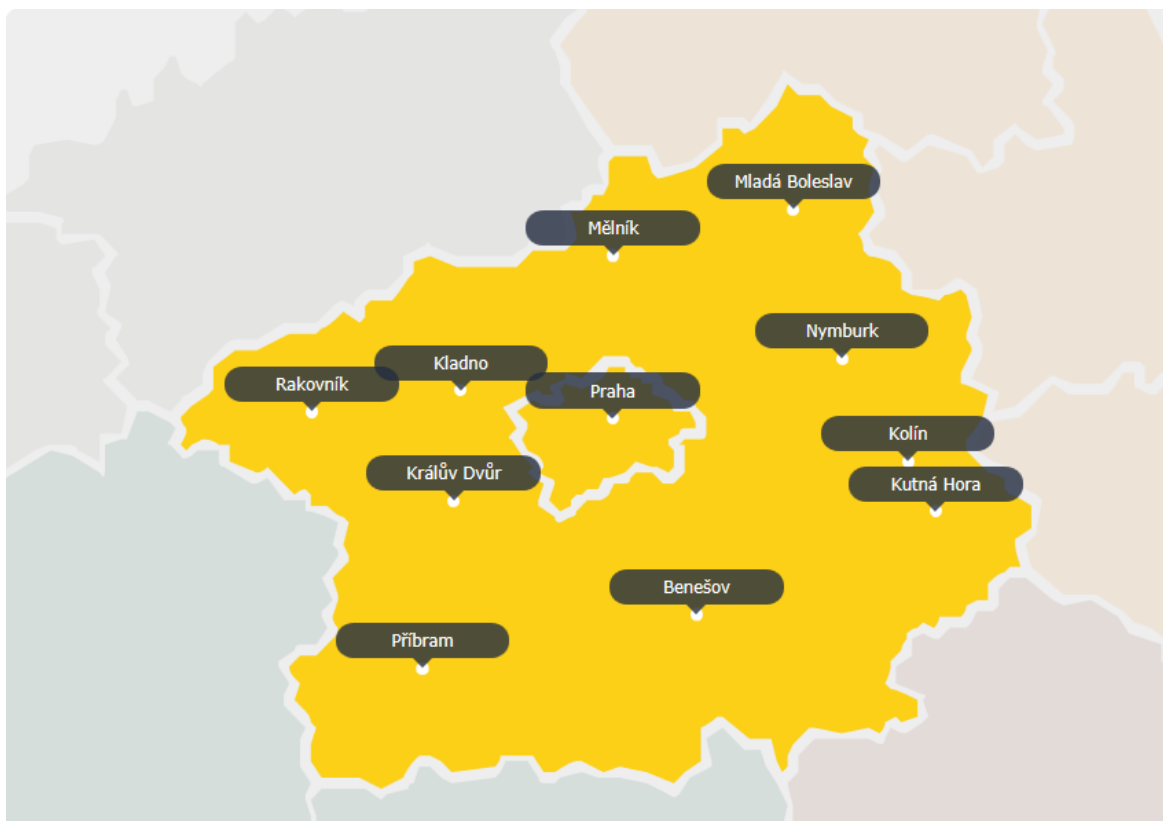 Mladá Boleslav
Mělník
Nymburk
Kladno
Rakovník
Praha
Kolín
Králův Dvůr
Kutná Hora
Benešov
Příbram